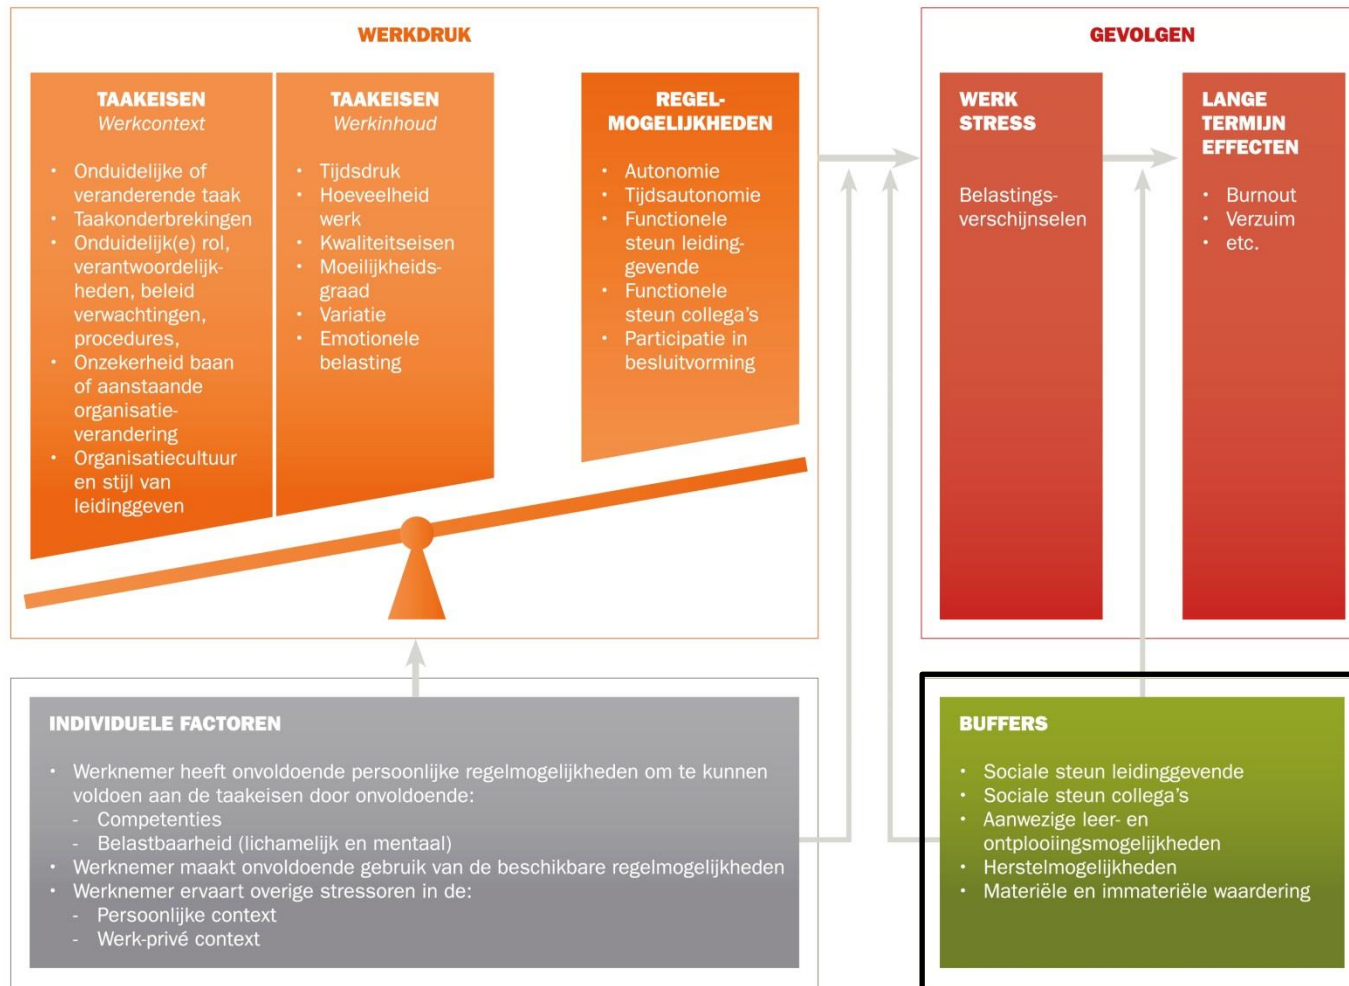 WERKDRUK
TAAKEISEN
Werkcontext
• Onduidelijke of
veranderende taak
• Taakonderbrekingen
• Onduidelijk(e) rol,
verantwoordelijk-
heden, beleid
verwachtingen,
procedures,
• Onzekerheid baan
of aanstaande
organisatie-
verandering
• Organisatiecultuur
en stijl van
leidinggeven
TAAKEISEN
Werkinhoud
• Tijdsdruk
• Hoeveelheid
werk
• Kwaliteitseisen
• Moeilijkheids-
graad
• Variatie
• Emotionele
belasting
REGEL-
MOGELIJKHEDEN
• Autonomie
• Tijdsautonomie
• Functionele
steun leiding-
gevende
• Functionele
steun collega's
• Participatie in
besluitvorming
GEVOLGEN
WERK
STRESS
Belastings-
verschijnselen
LANGE
TERMIJN
EFFECTEN
• Burnout
• Verzuim
• etc.
INDIVIDUELE FACTOREN
• Werknemer heeft onvoldoende persoonlijke regelmogelijkheden om te kunnen
voldoen aan de taakeisen door onvoldoende:
- Competenties
- Belastbaarheid (lichamelijk en mentaal)
• Werknemer maakt onvoldoende gebruik van de beschikbare regelmogelijkheden
• Werknemer ervaart overige stressoren in de:
- Persoonlijke context
- Werk-privé context
BUFFERS
• Sociale steun leidinggevende
• Sociale steun collega's
• Aanwezige leer- en
ontplooiingsmogelijkheden
• Herstelmogelijkheden
• Materiële en immateriële waardering